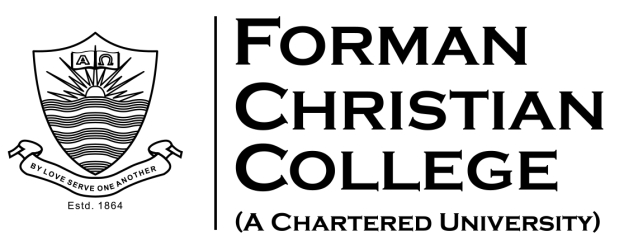 Α Ω
BY LOVE SERVE ONE ANOTHER
Estd. 1864
FORMAN
CHRISTIAN
COLLEGE
(A CHARTERED UNIVERSITY)